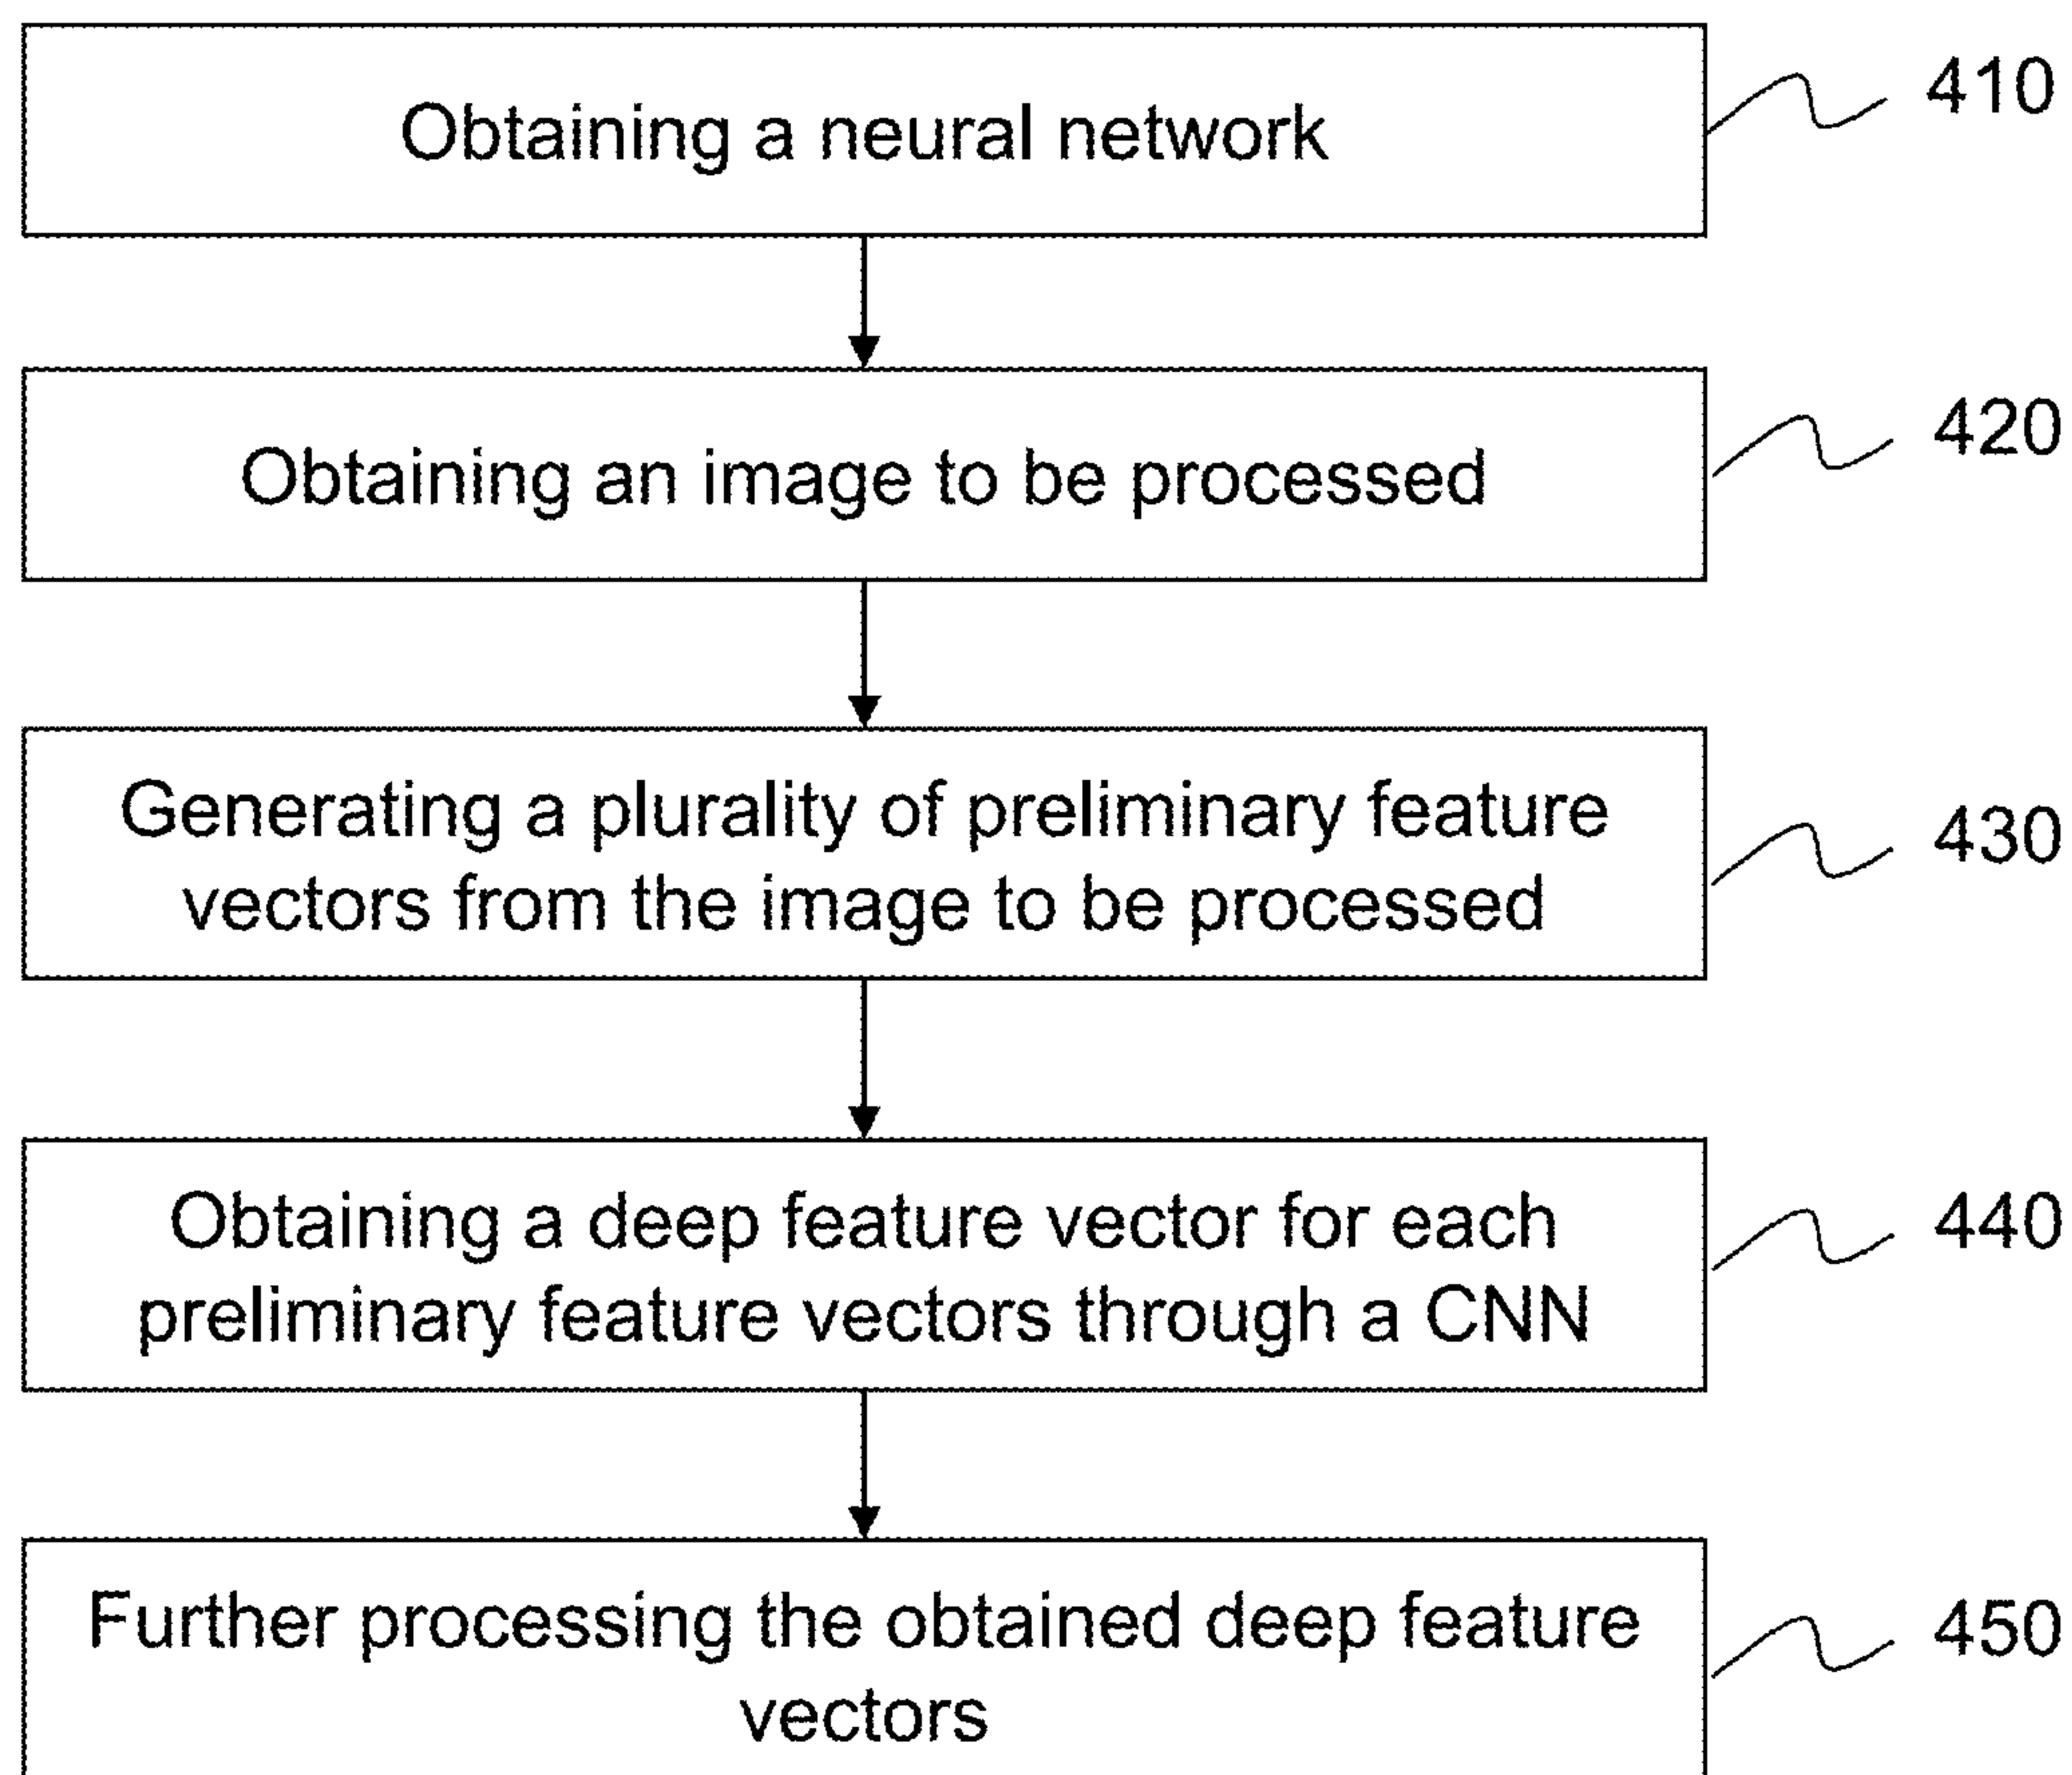 Obtaining a neural network
410
Obtaining an image to be processed
420
Generating a plurality of preliminary feature
vectors from the image to be processed
430
Obtaining a deep feature vector for each
preliminary feature vectors through a CNN
440
Further processing the obtained deep feature
vectors
450